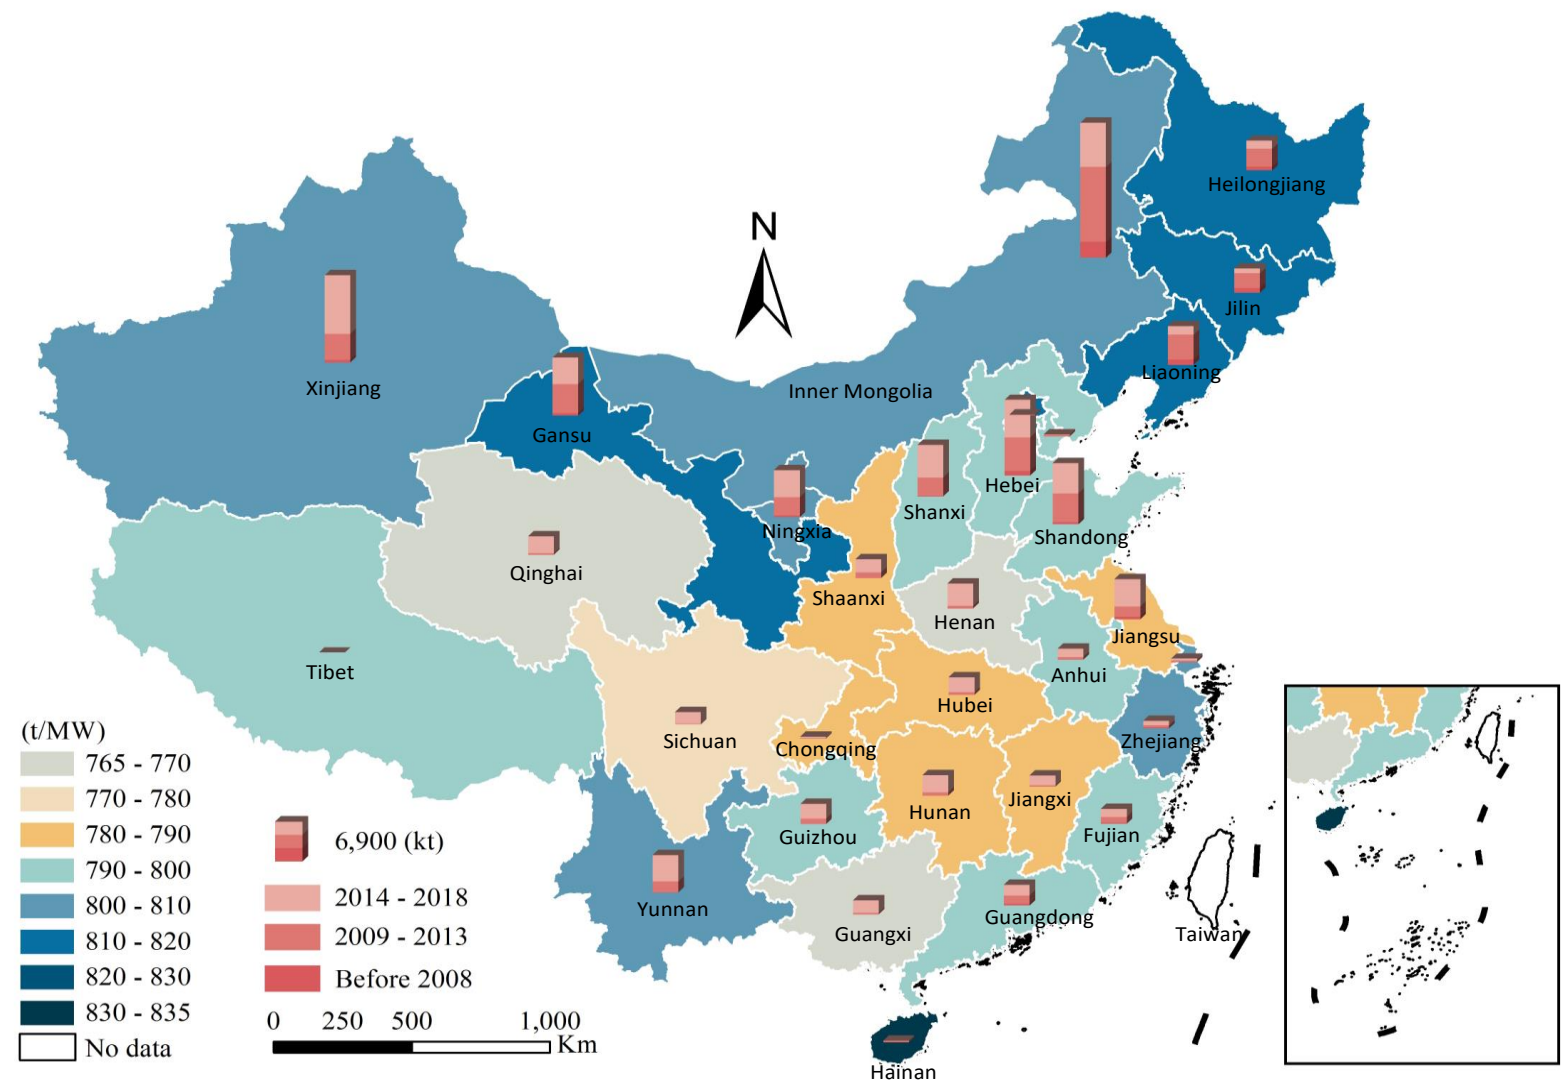 N
Heilongjiang
Jilin
Liaoning
Xinjiang
Inner Mongolia
Gansu
Hebei
Shanxi
Ningxia
Shandong
Qinghai
Shaanxi
Henan
Jiangsu
Tibet
Anhui
Hubei
Sichuan
Chongqing
Zhejiang
Hunan
Jiangxi
Guizhou
Fujian
Yunnan
Guangxi
Guangdong
Taiwan
Hainan
(t/MW)
765 - 770
770 - 780
780 - 790
790 - 800
800 - 810
810 - 820
820 - 830
830 - 835
No data
6,900 (kt)
2014 - 2018
2009 - 2013
Before 2008
0 250 500 1,000
Km